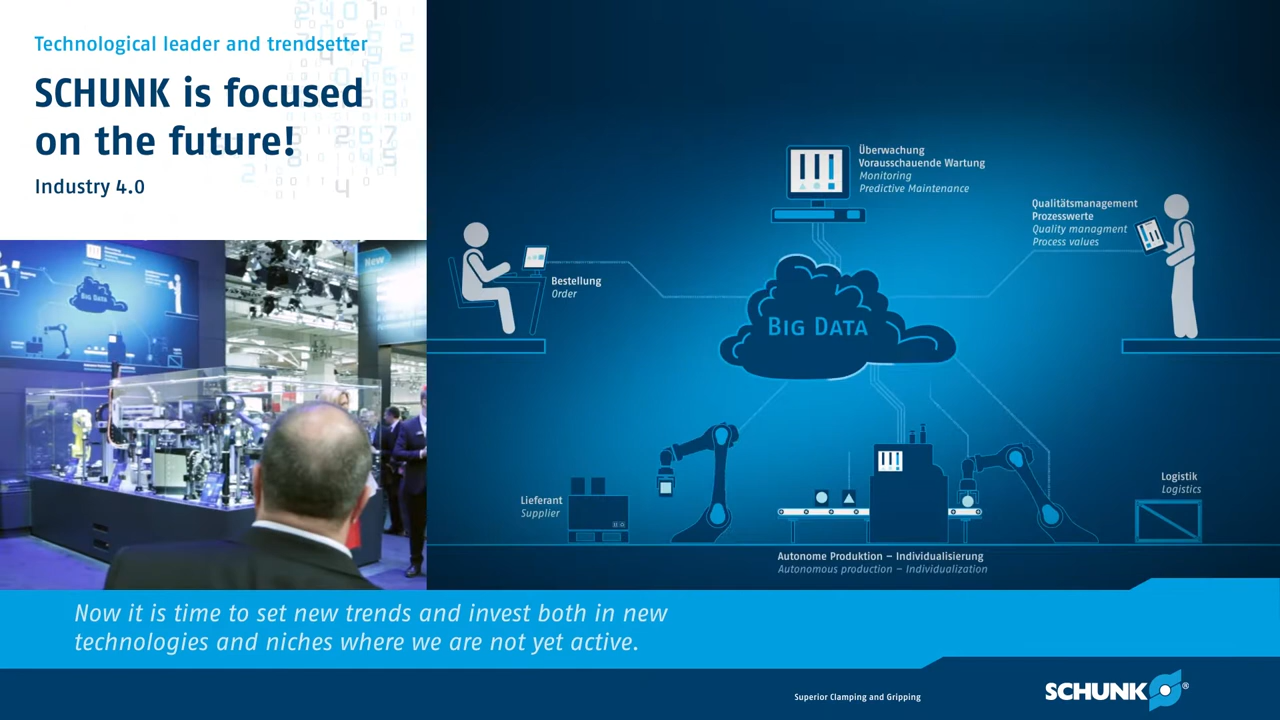 Technological leader and trendsetter
SCHUNK is focused
on the future!
Industry 4.0
New
BIG DATA
Überwachung
Vorausschauende Wartung
Monitoring
Predictive Maintenance
Qualitätsmanagement
Prozesswerte
Quality managment
Process values
Bestellung
Order
BIG DATA
Lieferant
Supplier
Logistik
Logistics
Autonome Produktion – Individualisierung
Autonomous production – Individualization
Now it is time to set new trends and invest both in new
technologies and niches where we are not yet active.
Superior Clamping and Gripping
SCHUNK ®